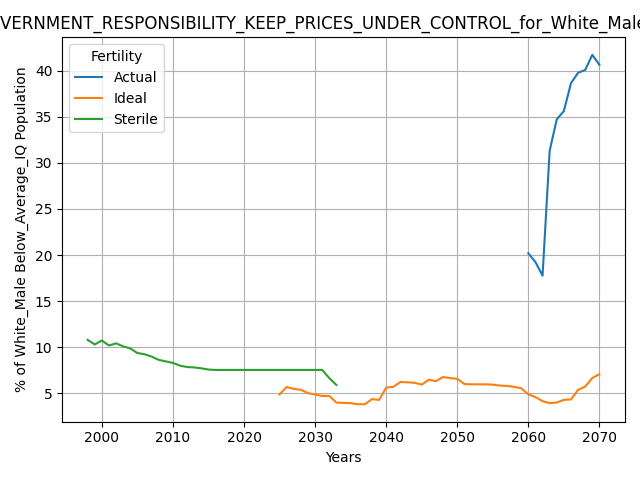 VERNMENT_RESPONSIBILITY_KEEP_PRICES_UNDER_CONTROL_for_White_Male
Fertility
Actual
Ideal
Sterile
% of White_Male Below_Average_IQ Population
40
35
30
25
20
15
10
5
2000 2010 2020 2030 2040 2050 2060 2070
Years